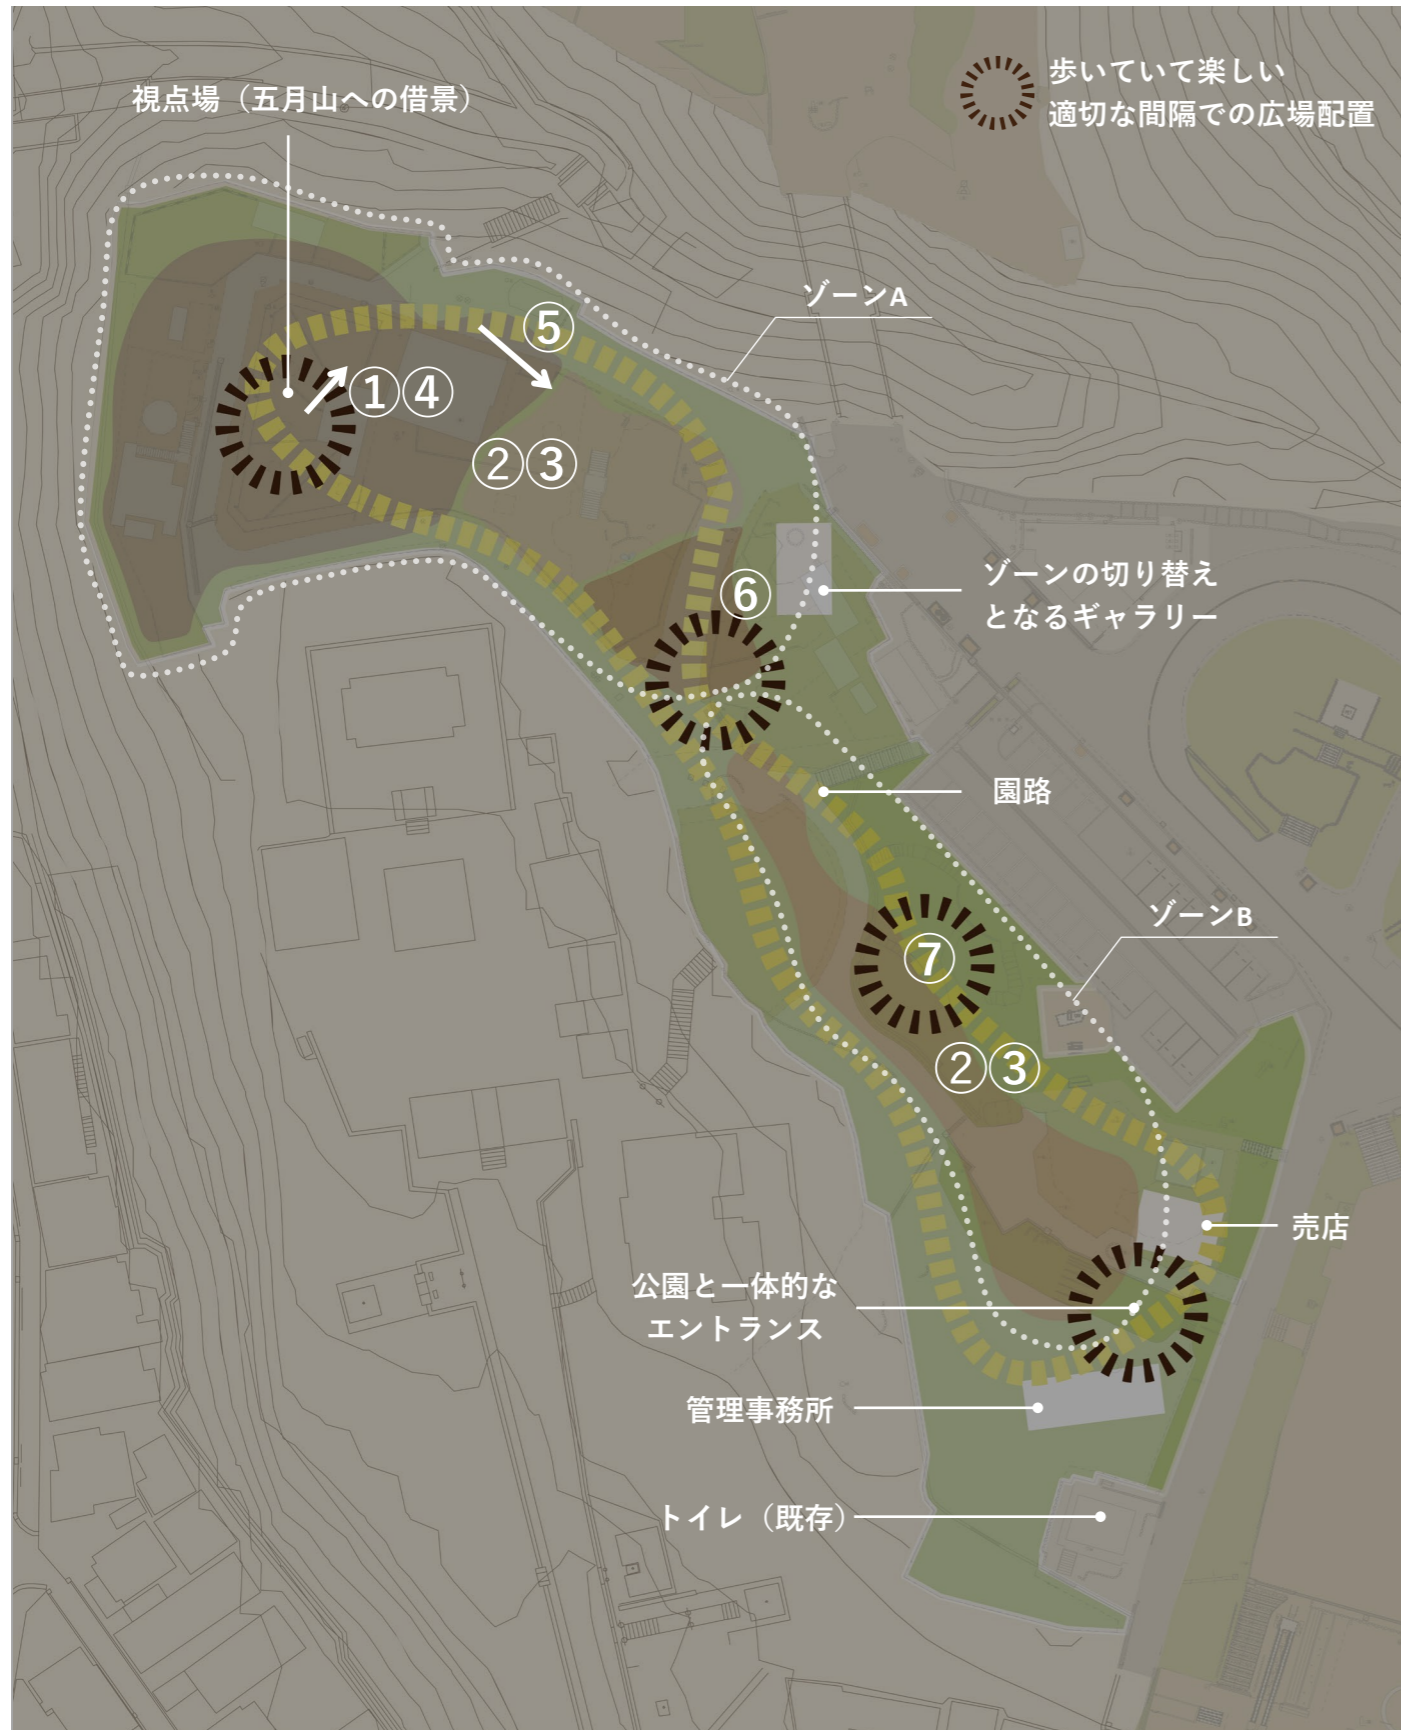 視点場（五月山への借景）
歩いていて楽しい
適切な間隔での広場配置
ゾーンA
⑤
①④
②③
⑥
ゾーンの切り替え
となるギャラリー
園路
ゾーンB
⑦
②③
売店
公園と一体的な
エントランス
管理事務所
トイレ（既存）